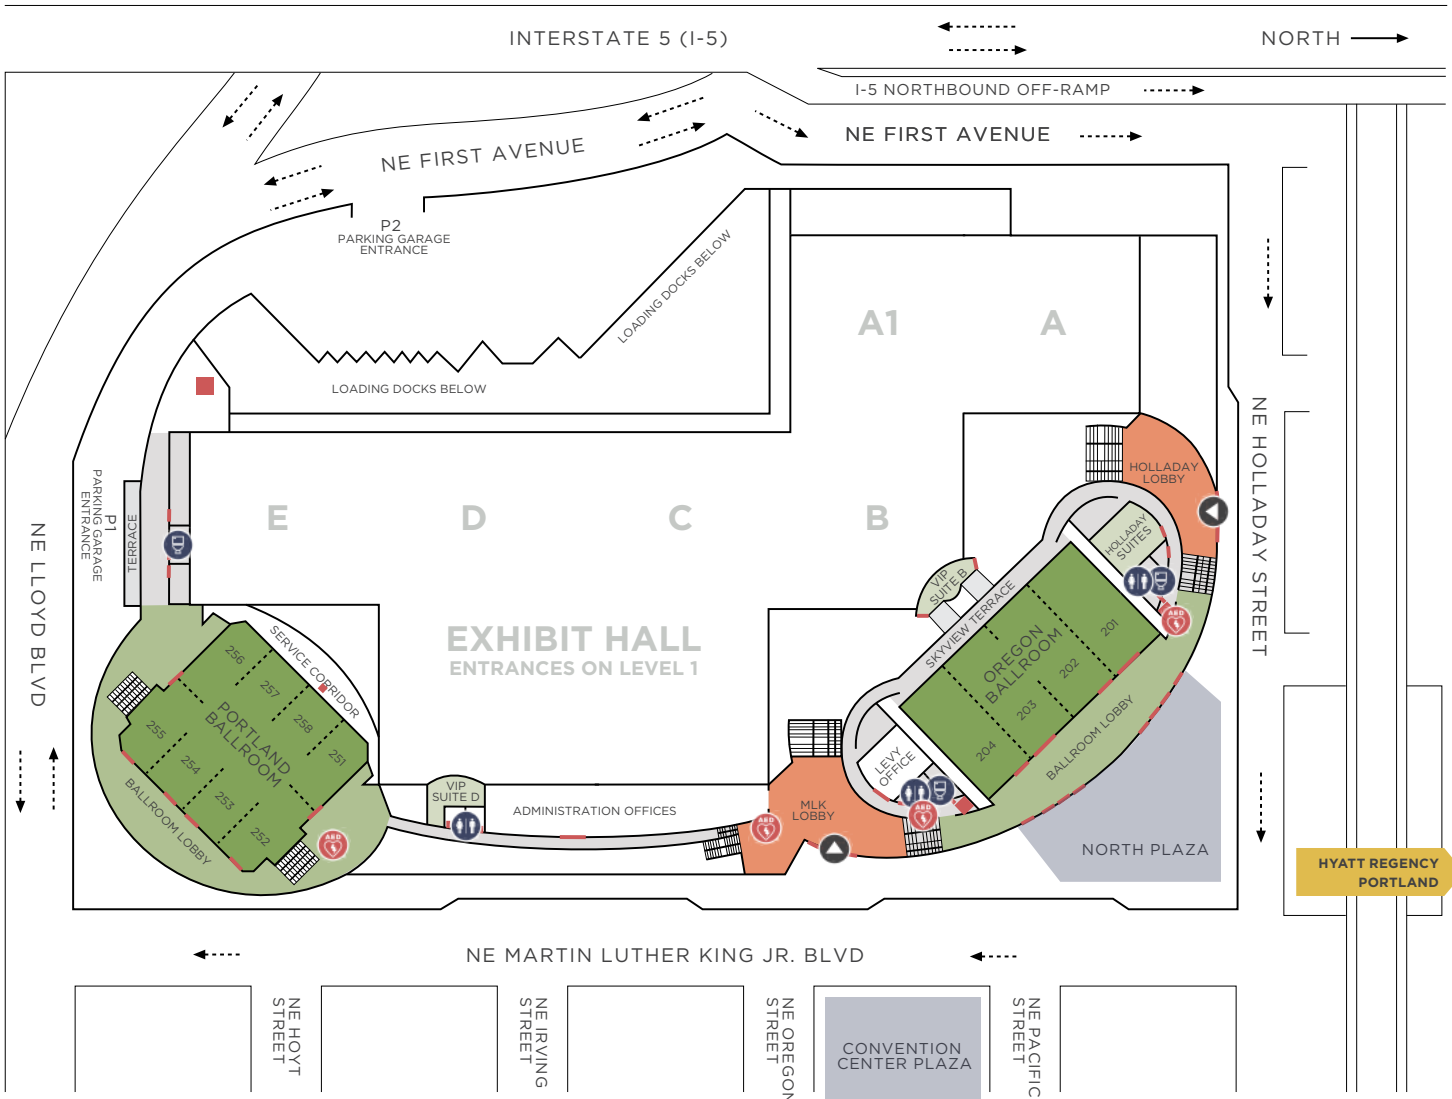 INTERSTATE 5 (I-5)
NORTH
I-5 NORTHBOUND OFF-RAMP
NE FIRST AVENUE
NE FIRST AVENUE
P2
PARKING GARAGE
ENTRANCE
LOADING DOCKS BELOW
LOADING DOCKS BELOW
A1
A
NE HOLLADAY STREET
HOLLADAY
LOBBY
P1
PARKING GARAGE
ENTRANCE
TERRACE
NE LLOYD BLVD
E
D
C
B
HOLLADAY
SUITES
VIP
SUITE B
SKYVIEW TERRACE
AED
OREGON
BALLROOM
201
202
203
204
BALLROOM LOBBY
EXHIBIT HALL
ENTRANCES ON LEVEL 1
SERVICE CORRIDOR
PORTLAND
BALLROOM
256
257
258
251
255
254
253
252
BALLROOM LOBBY
AED
VIP
SUITE D
ADMINISTRATION OFFICES
AED
MLK
LOBBY
LEVY
OFFICE
AED
NORTH PLAZA
HYATT REGENCY
PORTLAND
NE MARTIN LUTHER KING JR. BLVD
NE HOYT
STREET
NE IRVING
STREET
NE OREGON
STREET
CONVENTION
CENTER PLAZA
NE PACIFIC
STREET